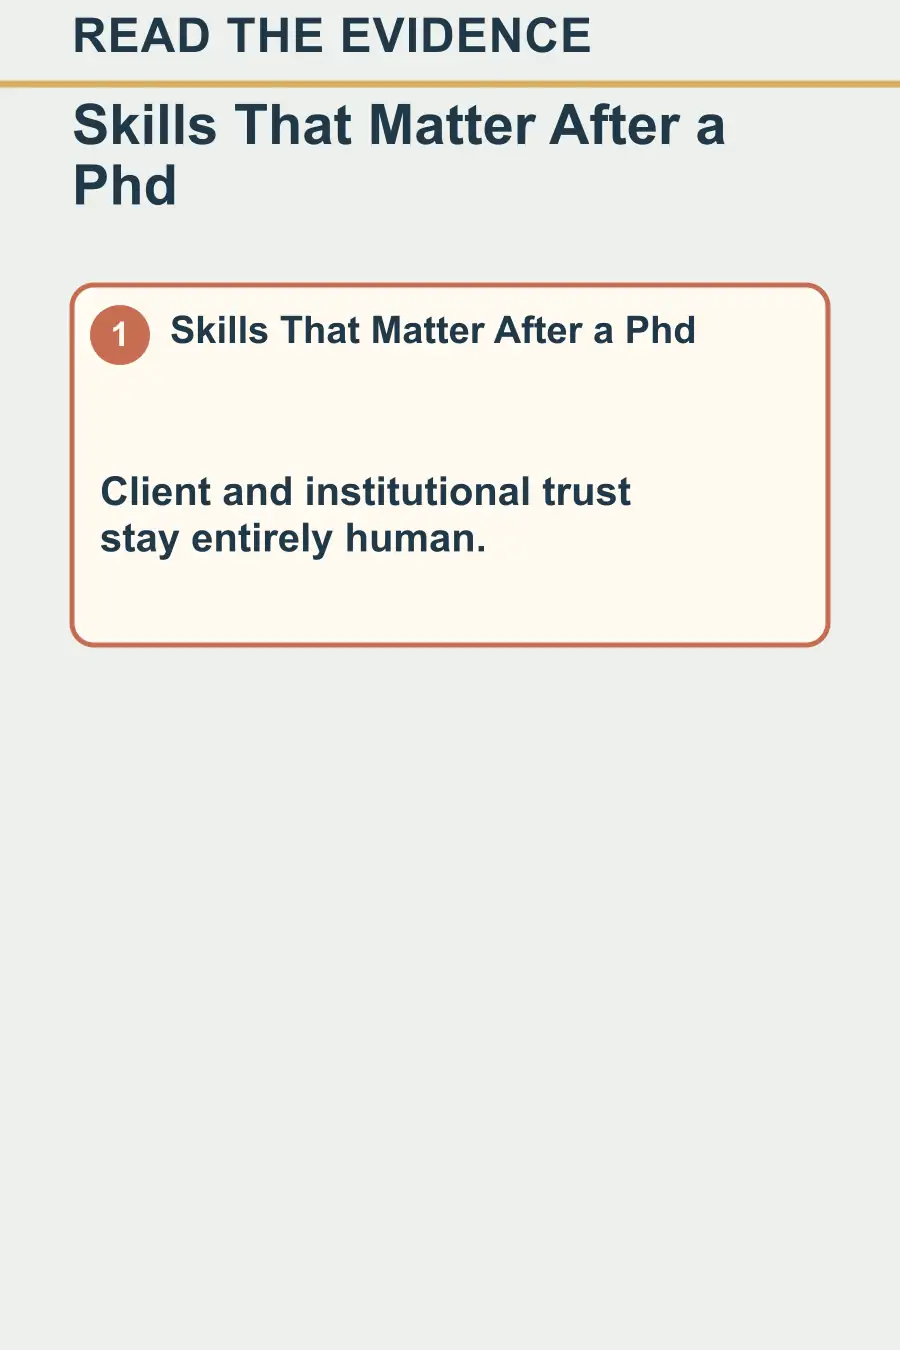 READ THE EVIDENCE
Skills That Matter After a
Phd
1 Skills That Matter After a Phd
Client and institutional trust
stay entirely human.